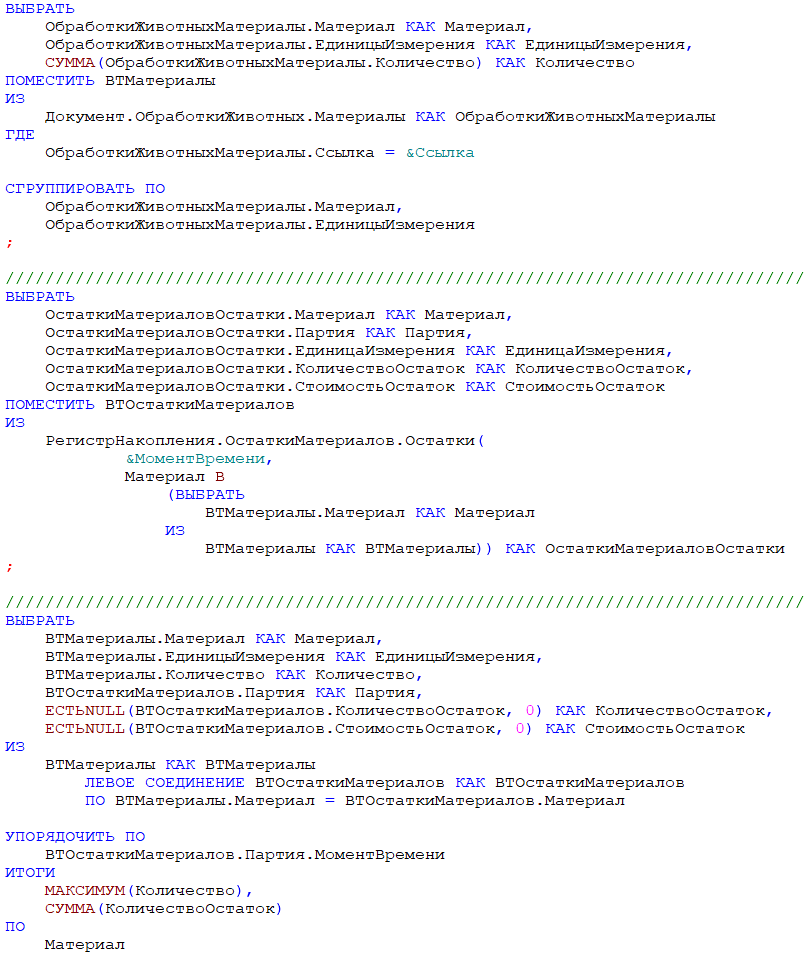 ВЫБРАТЬ
ОбработкиЖивотныхМатериалы.Материал КАК Материал,
ОбработкиЖивотныхМатериалы.ЕдиницыИзмерения КАК ЕдиницыИзмерения,
СУММА(ОбработкиЖивотныхМатериалы.Количество) КАК Количество
ПОМЕСТИТЬ ВТМатериалы
ИЗ
Документ.ОбработкиЖивотных.Материалы КАК ОбработкиЖивотныхМатериалы
ГДЕ
ОбработкиЖивотныхМатериалы.Ссылка = &Ссылка
СГРУППИРОВАТЬ ПО
ОбработкиЖивотныхМатериалы.Материал,
ОбработкиЖивотныхМатериалы.ЕдиницыИзмерения
;
////////////////////////////////////////////////////////////////////////////////
ВЫБРАТЬ
ОстаткиМатериаловОстатки.Материал КАК Материал,
ОстаткиМатериаловОстатки.Партия КАК Партия,
ОстаткиМатериаловОстатки.ЕдиницаИзмерения КАК ЕдиницаИзмерения,
ОстаткиМатериаловОстатки.КоличествоОстаток КАК КоличествоОстаток,
ОстаткиМатериаловОстатки.СтоимостьОстаток КАК СтоимостьОстаток
ПОМЕСТИТЬ ВТОстаткиМатериалов
ИЗ
РегистрНакопления.ОстаткиМатериалов.Остатки(
&МоментВремени,
Материал В
(ВЫБРАТЬ
ВТМатериалы.Материал КАК Материал
ИЗ
ВТМатериалы КАК ВТМатериалы)) КАК ОстаткиМатериаловОстатки
;
////////////////////////////////////////////////////////////////////////////////
ВЫБРАТЬ
ВТМатериалы.Материал КАК Материал,
ВТМатериалы.ЕдиницыИзмерения КАК ЕдиницыИзмерения,
ВТМатериалы.Количество КАК Количество,
ВТОстаткиМатериалов.Партия КАК Партия,
ЕСТЬNULL(ВТОстаткиМатериалов.КоличествоОстаток, 0) КАК КоличествоОстаток,
ЕСТЬNULL(ВТОстаткиМатериалов.СтоимостьОстаток, 0) КАК СтоимостьОстаток
ИЗ
ВТМатериалы КАК ВТМатериалы
ЛЕВОЕ СОЕДИНЕНИЕ ВТОстаткиМатериалов КАК ВТОстаткиМатериалов
ПО ВТМатериалы.Материал = ВТОстаткиМатериалов.Материал
УПОРЯДОЧИТЬ ПО
ВТОстаткиМатериалов.Партия.МоментВремени
ИТОГИ
МАКСИМУМ(Количество),
СУММА(КоличествоОстаток)
ПО
Материал